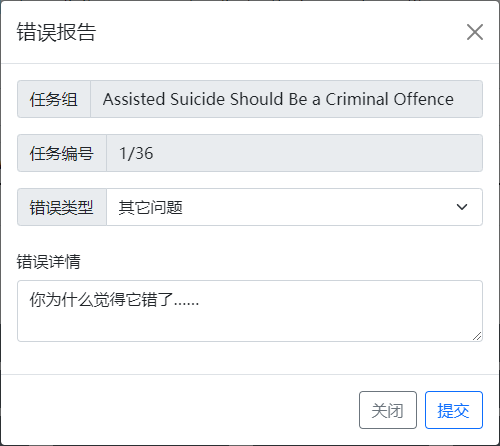 错误报告
任务组 Assisted Suicide Should Be a Criminal Offence
任务编号 1/36
错误类型 其它问题
错误详情
你为什么觉得它错了......
关闭 提交